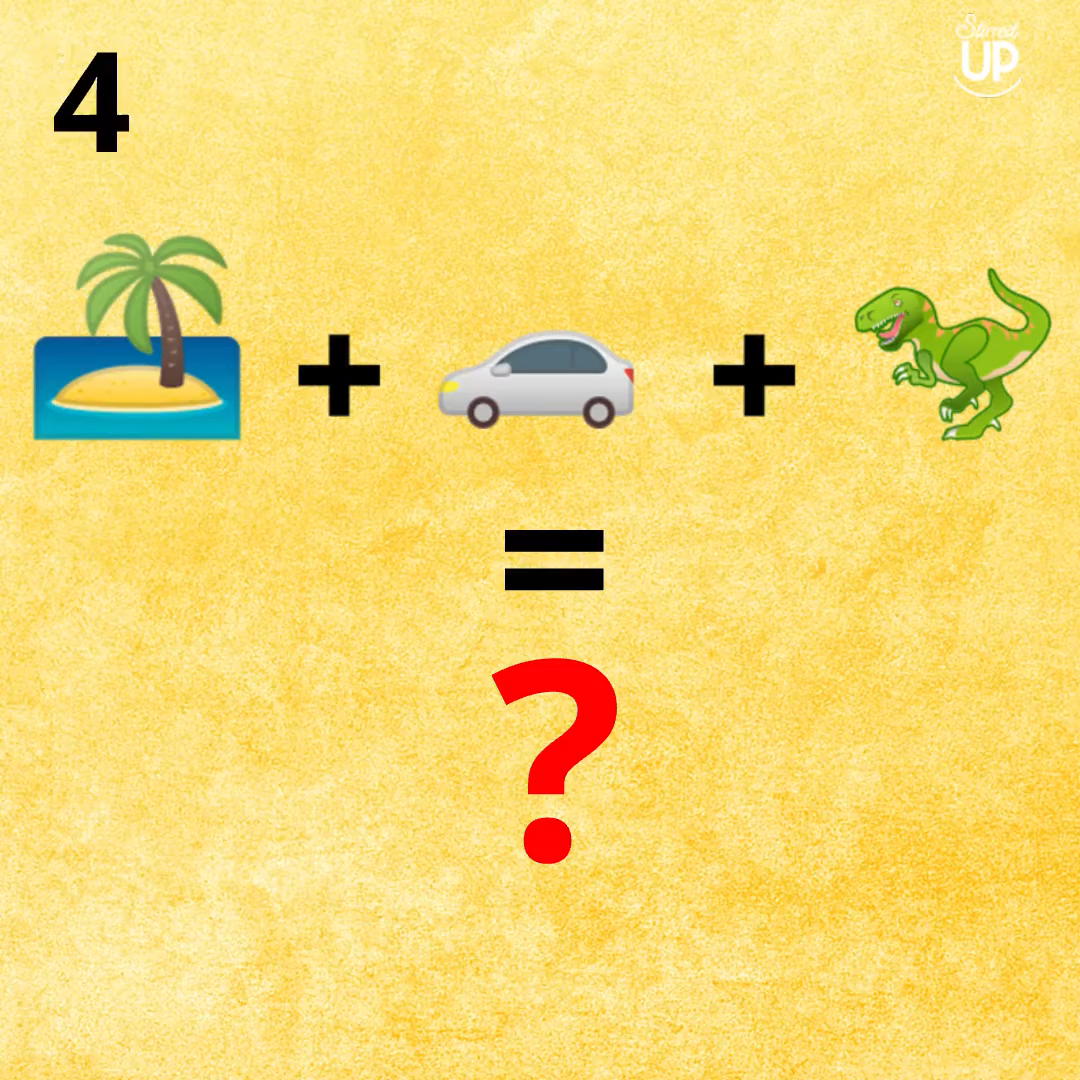 Stirred
UP
4
+ +
=
?